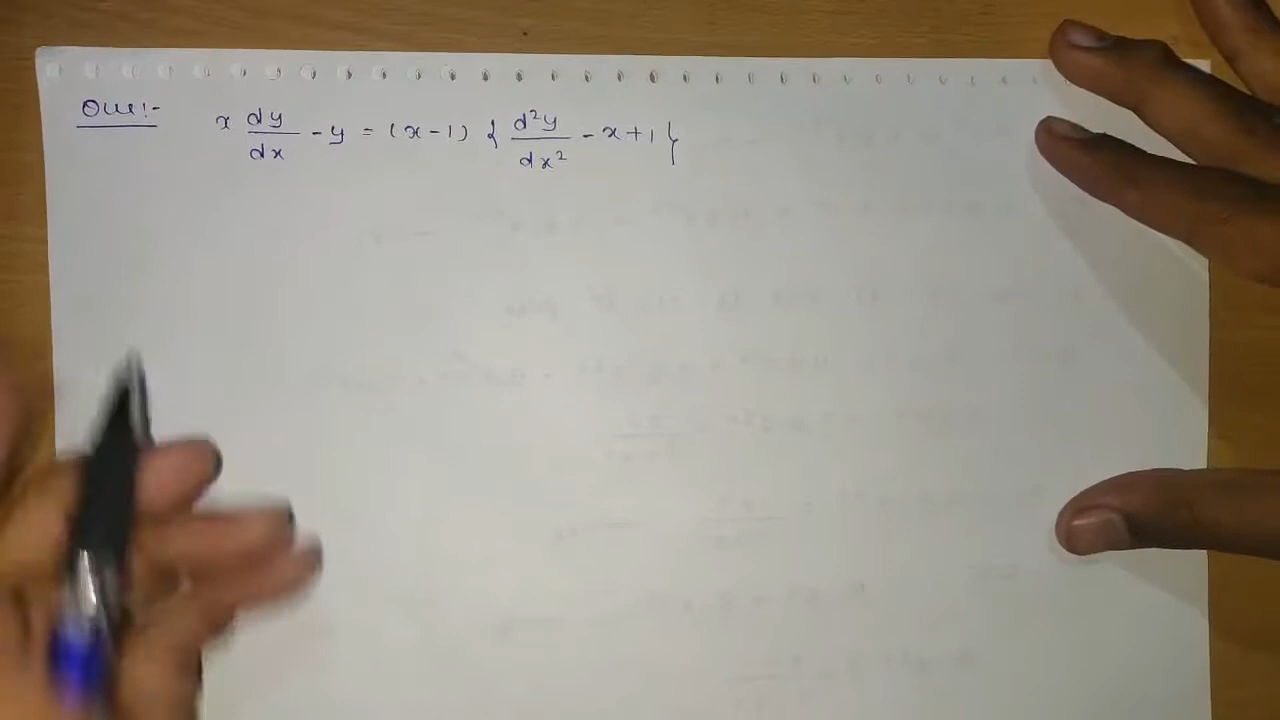 Que:- x dy/dx - y = (x-1) { d²y/dx² - x+1 }